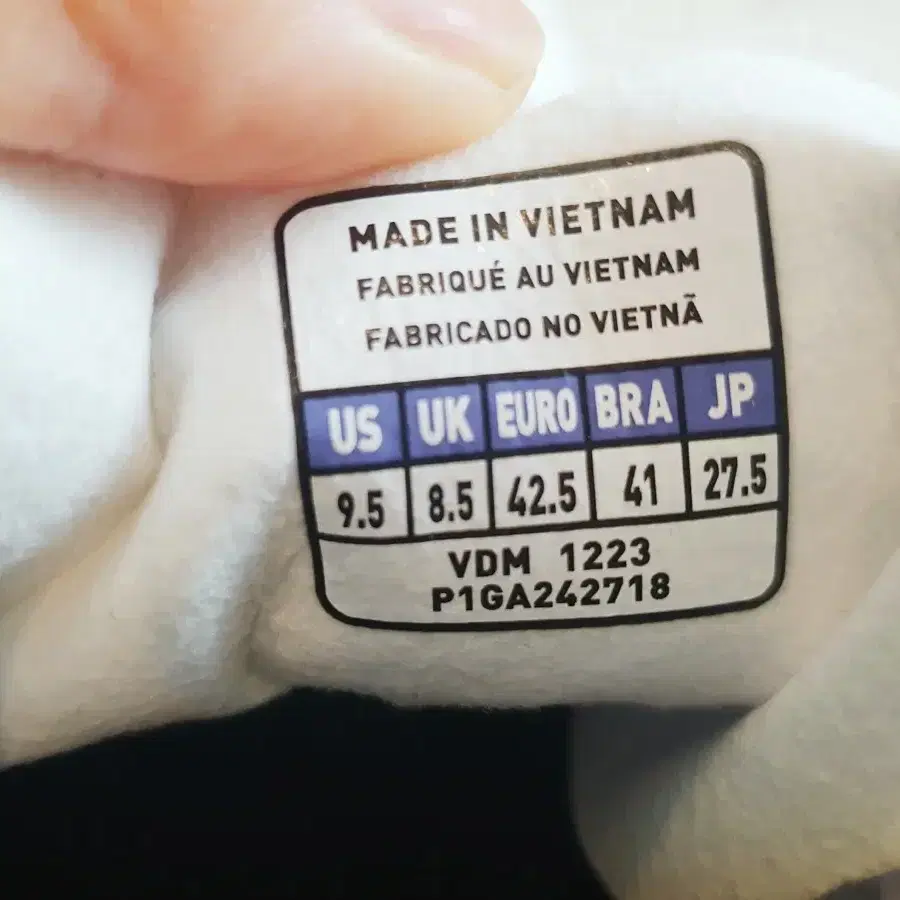 MADE IN VIETNAM
FABRIQUÉ AU VIETNAM
FABRICADO NO VIETNÃ
US UK EURO BRA JP
9.5 8.5 42.5 41 27.5
VDM 1223
P1GA242718